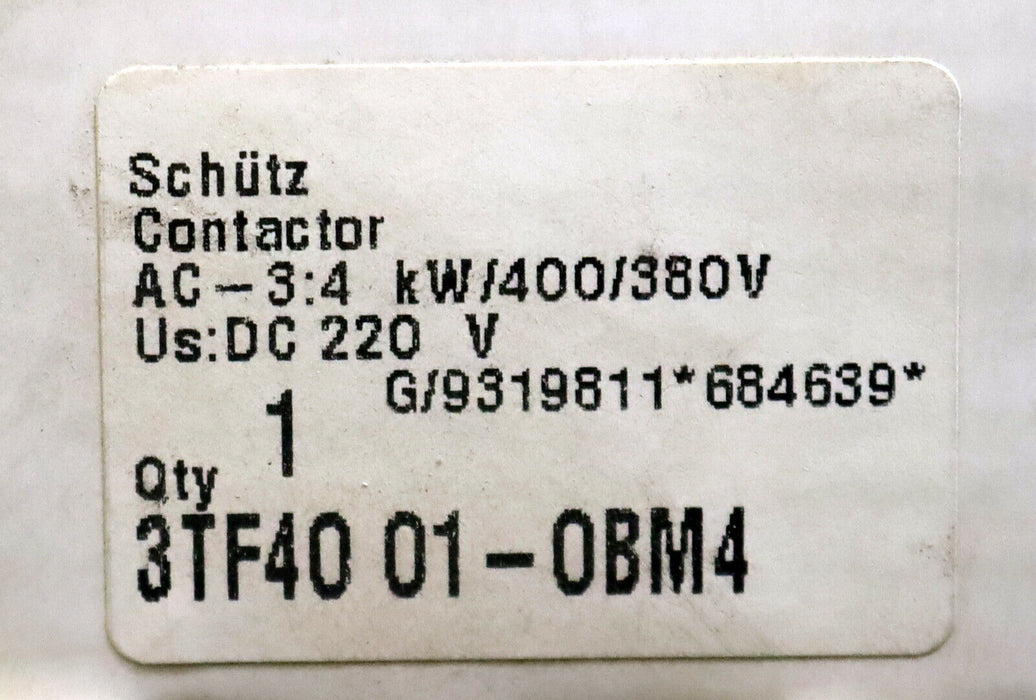 Schütz
Contactor
AC-3:4 kW/400/380V
Us:DC 220 V
G/9319811*684639*
1
Qty
3TF40 01-0BM4